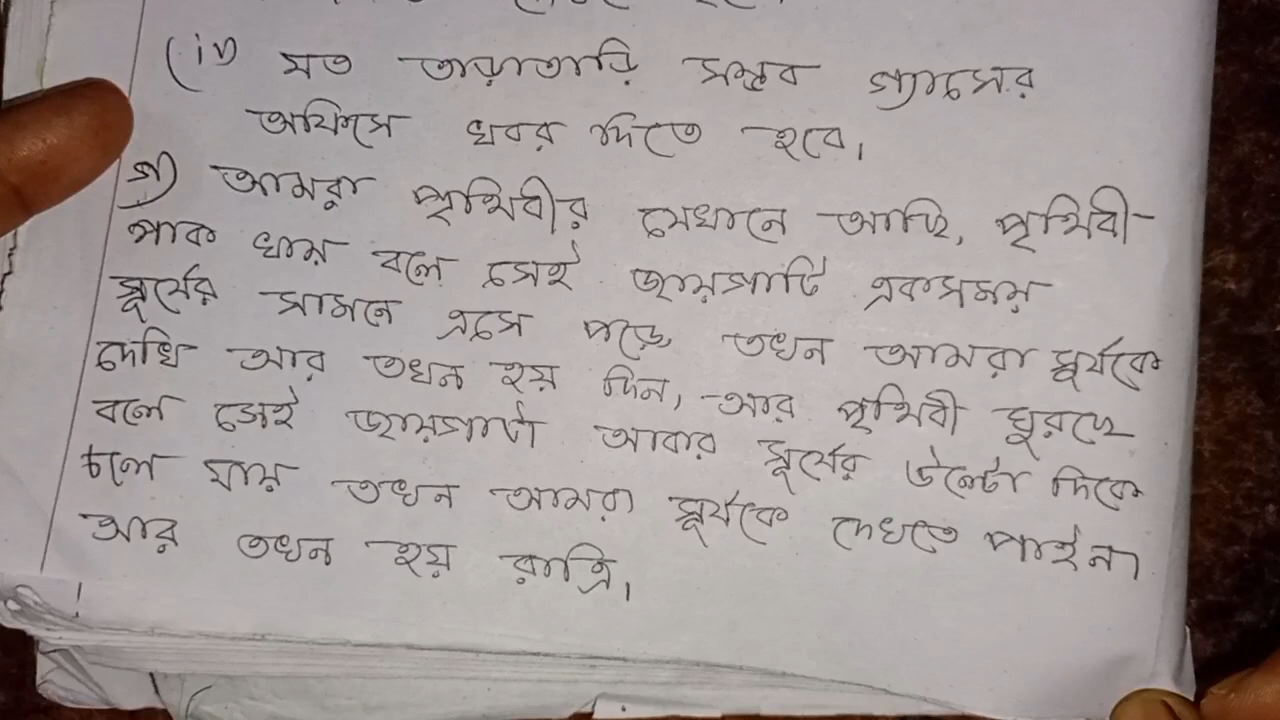 (iv) যত তারাতারি সম্ভব গ্যাসের
অফিসে খবর দিতে হবে।
গ) আমরা পৃথিবীর যেখানে আছি, পৃথিবী
পাক খায় বলে সেই জায়গাটি একসময়
সূর্যের সামনে এসে পড়ে, তখন আমরা সূর্যকে
দেখি আর তখন হয় দিন, আর পৃথিবী ঘুরছে
বলে সেই জায়গাটা আবার সূর্যের উল্টো দিকে
চলে যায় তখন আমরা সূর্যকে দেখতে পাইনা
আর তখন হয় রাত্রি।